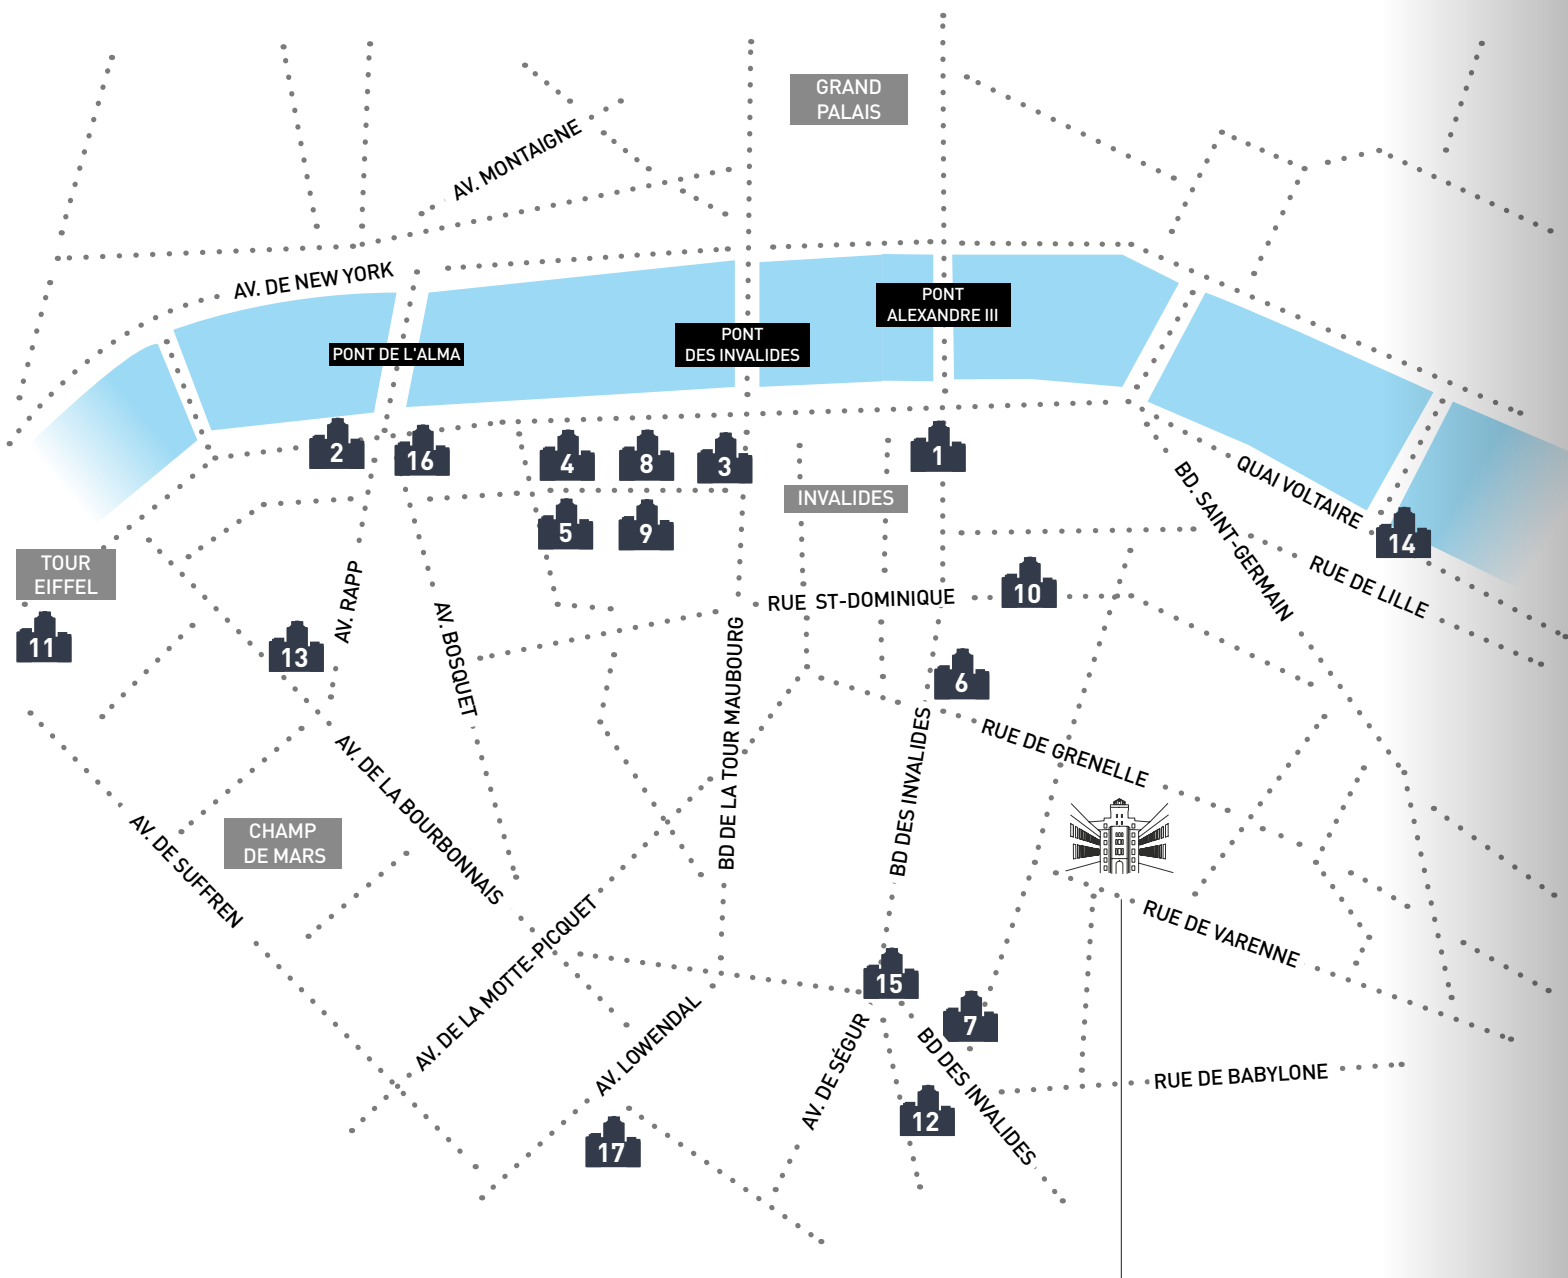 GRAND
PALAIS
AV. MONTAIGNE
AV. DE NEW YORK
PONT
ALEXANDRE III
PONT
DES INVALIDES
PONT DE L'ALMA
2
16
4
8
3
1
QUAI VOLTAIRE
BD. SAINT-GERMAIN
INVALIDES
5
9
14
TOUR
EIFFEL
RUE DE LILLE
10
RUE ST-DOMINIQUE
AV. RAPP
AV. BOSQUET
11
13
BD DE LA TOUR MAUBOURG
6
BD DES INVALIDES
RUE DE GRENELLE
AV. DE LA BOURBONNAIS
CHAMP
DE MARS
AV. DE SUFFREN
AV. DE LA MOTTE-PICQUET
RUE DE VARENNE
15
7
AV. LOWENDAL
AV. DE SÉGUR
BD DES INVALIDES
RUE DE BABYLONE
12
17